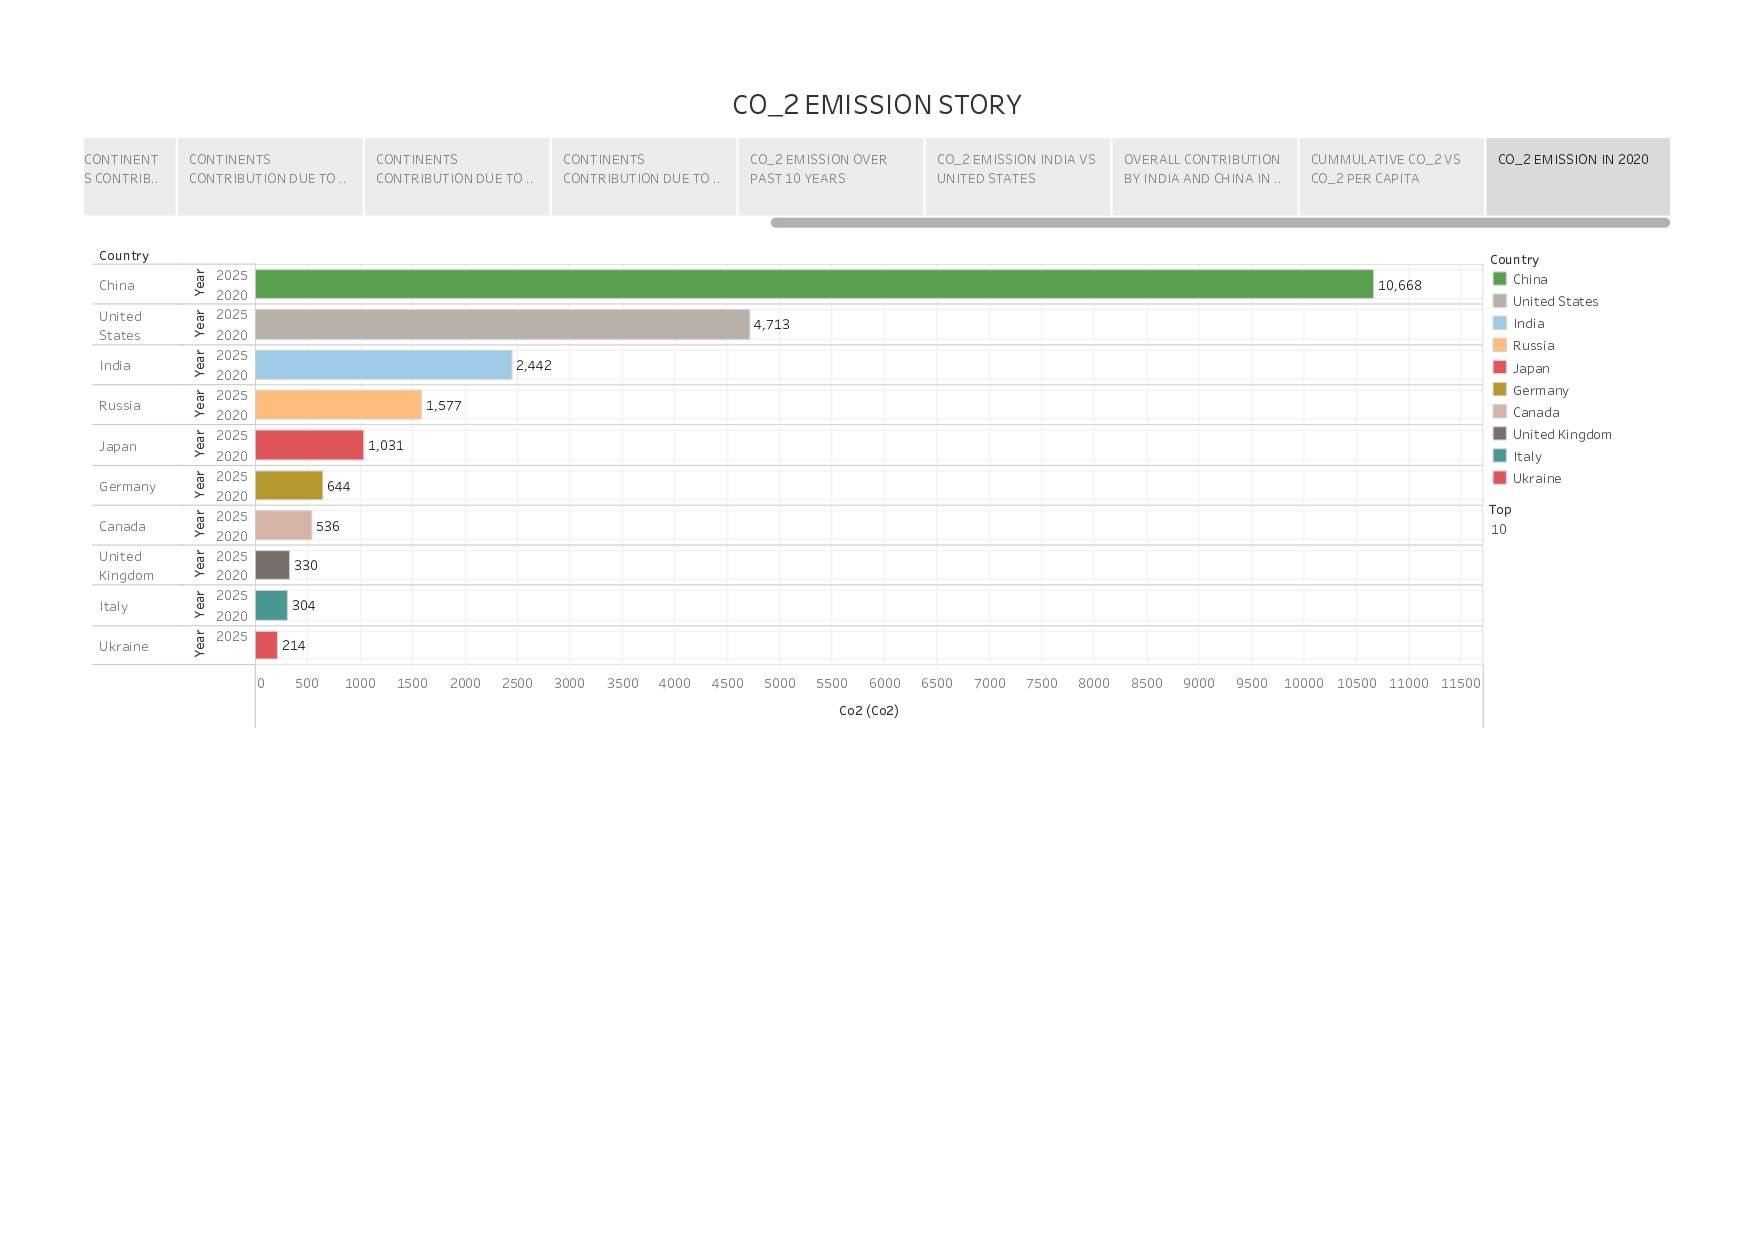 CO_2 EMISSION STORY
CONTINENT
S CONTRIB..
CONTINENTS
CONTRIBUTION DUE TO ..
CONTINENTS
CONTRIBUTION DUE TO ..
CONTINENTS
CONTRIBUTION DUE TO ..
CO_2 EMISSION OVER
PAST 10 YEARS
CO_2 EMISSION INDIA VS
UNITED STATES
OVERALL CONTRIBUTION
BY INDIA AND CHINA IN ..
CUMMULATIVE CO_2 VS
CO_2 PER CAPITA
CO_2 EMISSION IN 2020
Country
China
Year
2025
2020
10,668
United
States
Year
2025
2020
4,713
India
Year
2025
2020
2,442
Russia
Year
2025
2020
1,577
Japan
Year
2025
2020
1,031
Germany
Year
2025
2020
644
Canada
Year
2025
2020
536
United
Kingdom
Year
2025
2020
330
Italy
Year
2025
2020
304
Ukraine
Year
2025
214
0 500 1000 1500 2000 2500 3000 3500 4000 4500 5000 5500 6000 6500 7000 7500 8000 8500 9000 9500 10000 10500 11000 11500
Co2 (Co2)
Country
China
United States
India
Russia
Japan
Germany
Canada
United Kingdom
Italy
Ukraine
Top
10